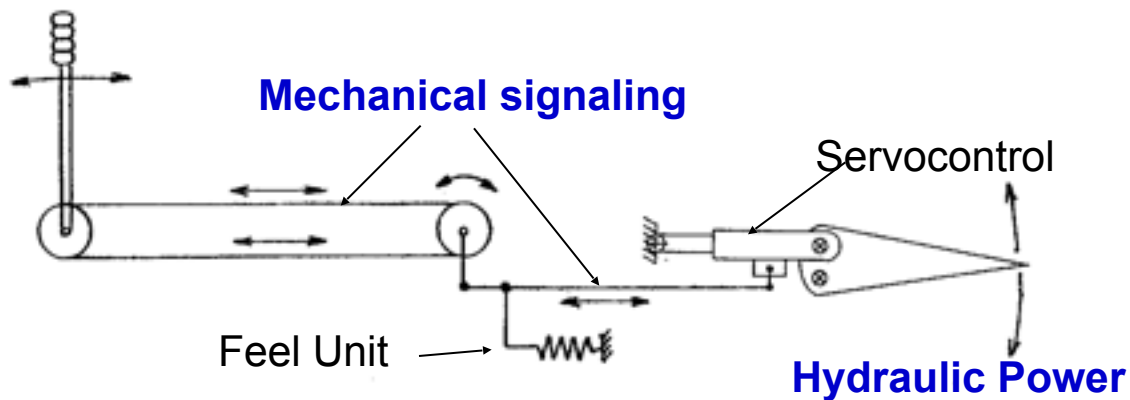 Mechanical signaling
Servocontrol
Feel Unit
Hydraulic Power